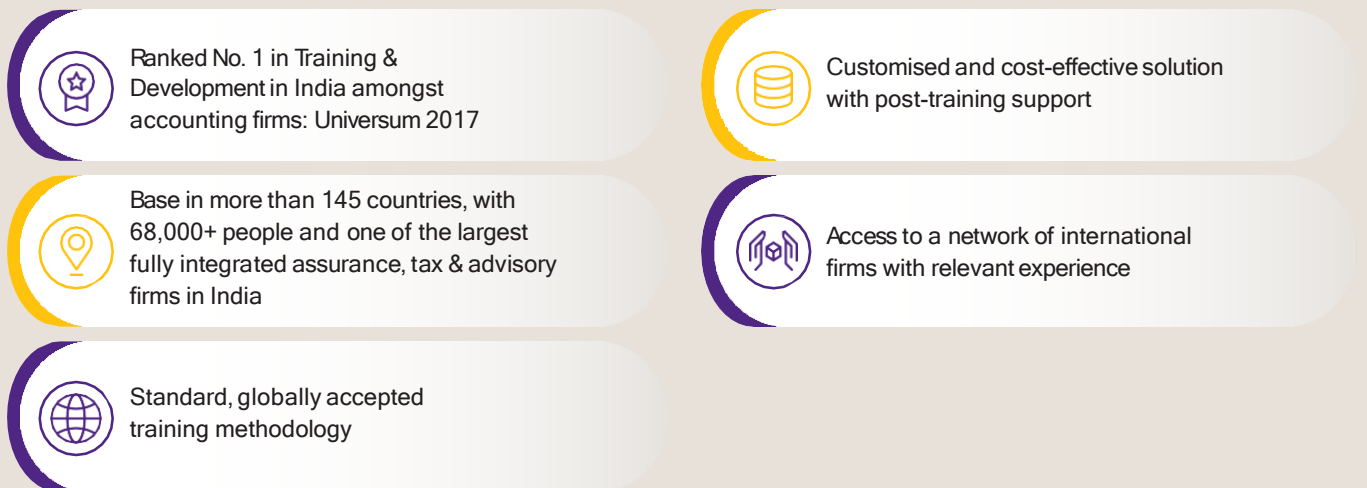 Ranked No. 1 in Training &
Development in India amongst
accounting firms: Universum 2017
Base in more than 145 countries, with
68,000+ people and one of the largest
fully integrated assurance, tax & advisory
firms in India
Standard, globally accepted
training methodology
Customised and cost-effective solution
with post-training support
Access to a network of international
firms with relevant experience